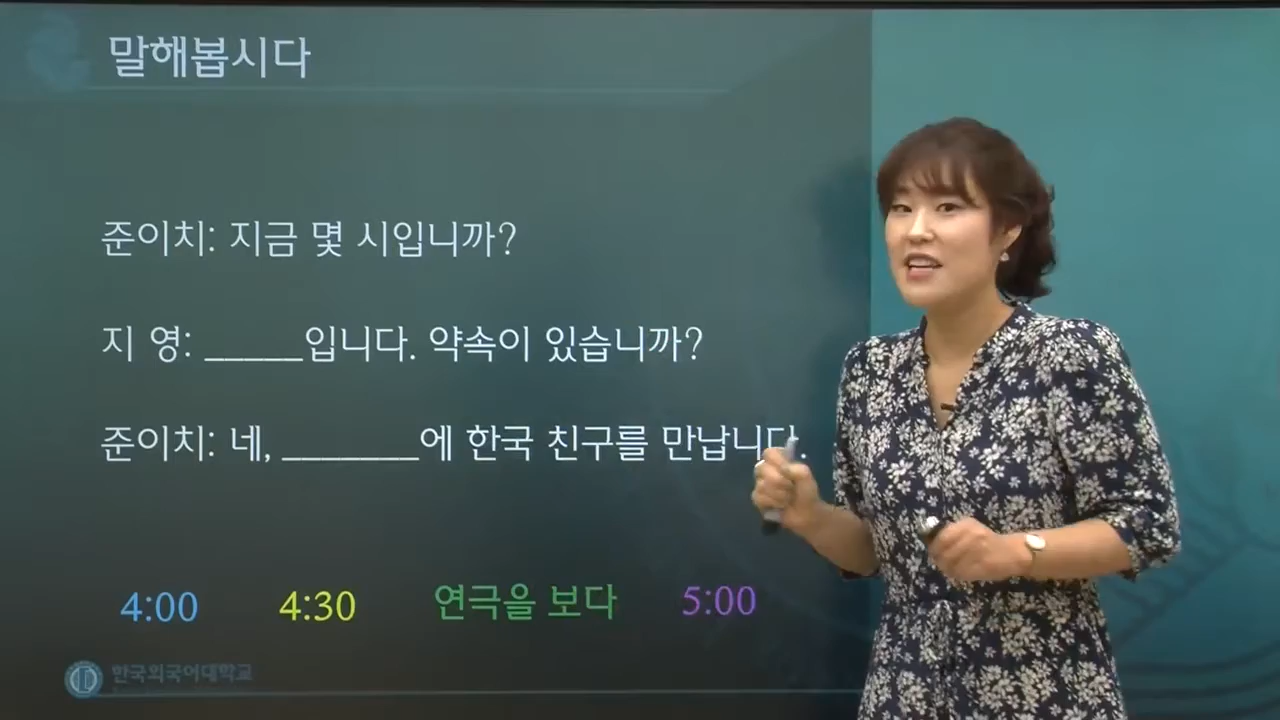 말해봅시다
준이치: 지금 몇 시입니까?
지 영: _____입니다. 약속이 있습니까?
준이치: 네, _______에 한국 친구를 만납니다.
4:00 4:30 연극을 보다 5:00
한국외국어대학교